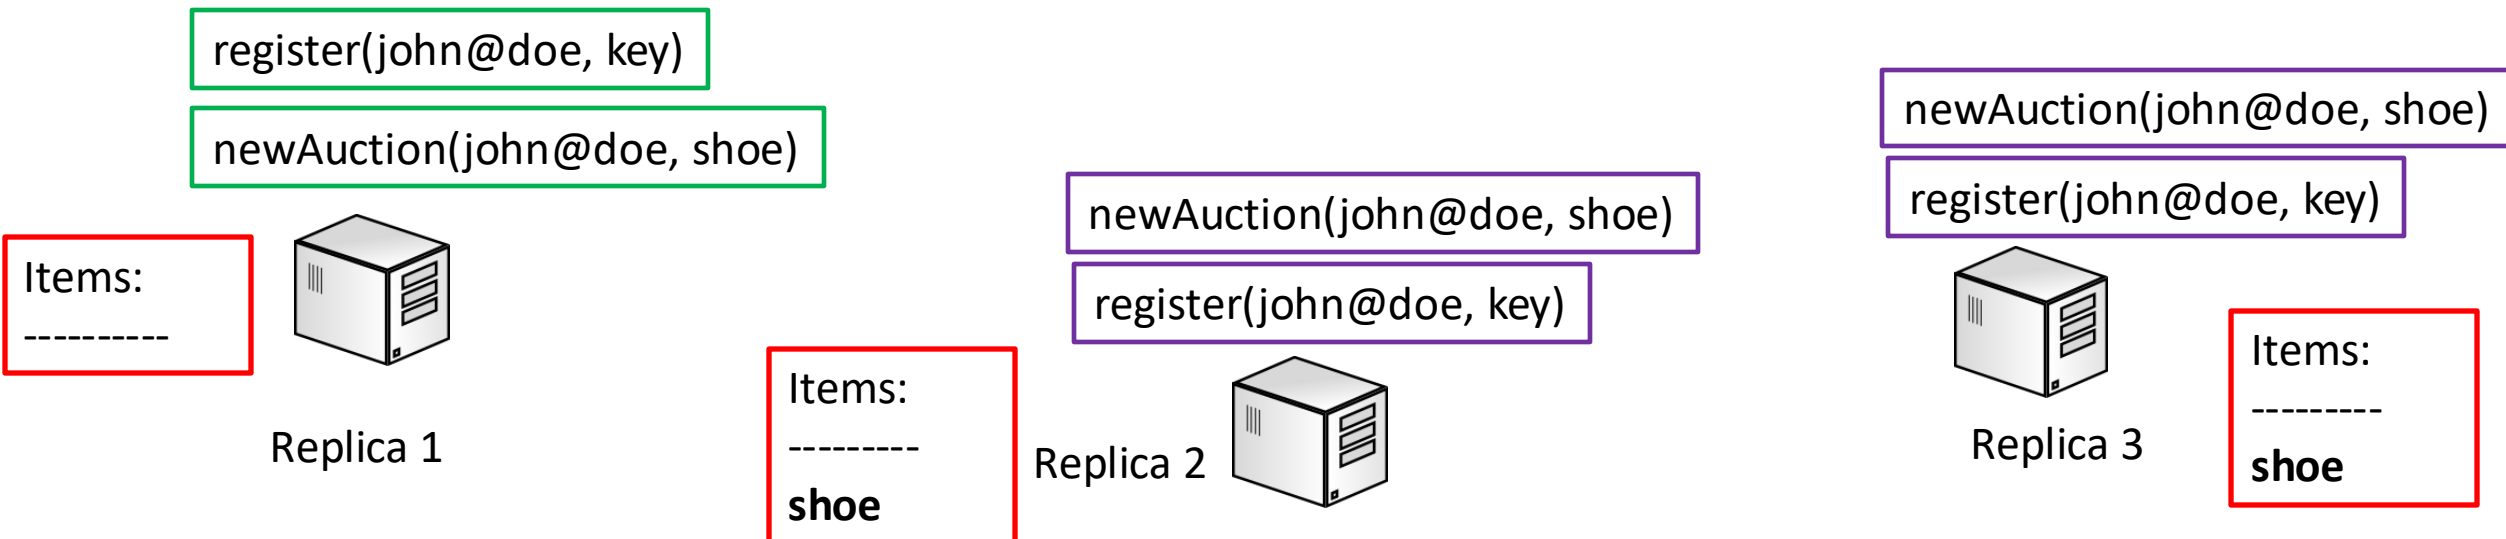 register(john@doe, key)
newAuction(john@doe, shoe)
Items:
----------
Replica 1
newAuction(john@doe, shoe)
register(john@doe, key)
Items:
---------
shoe
Replica 2
newAuction(john@doe, shoe)
register(john@doe, key)
Replica 3
Items:
---------
shoe